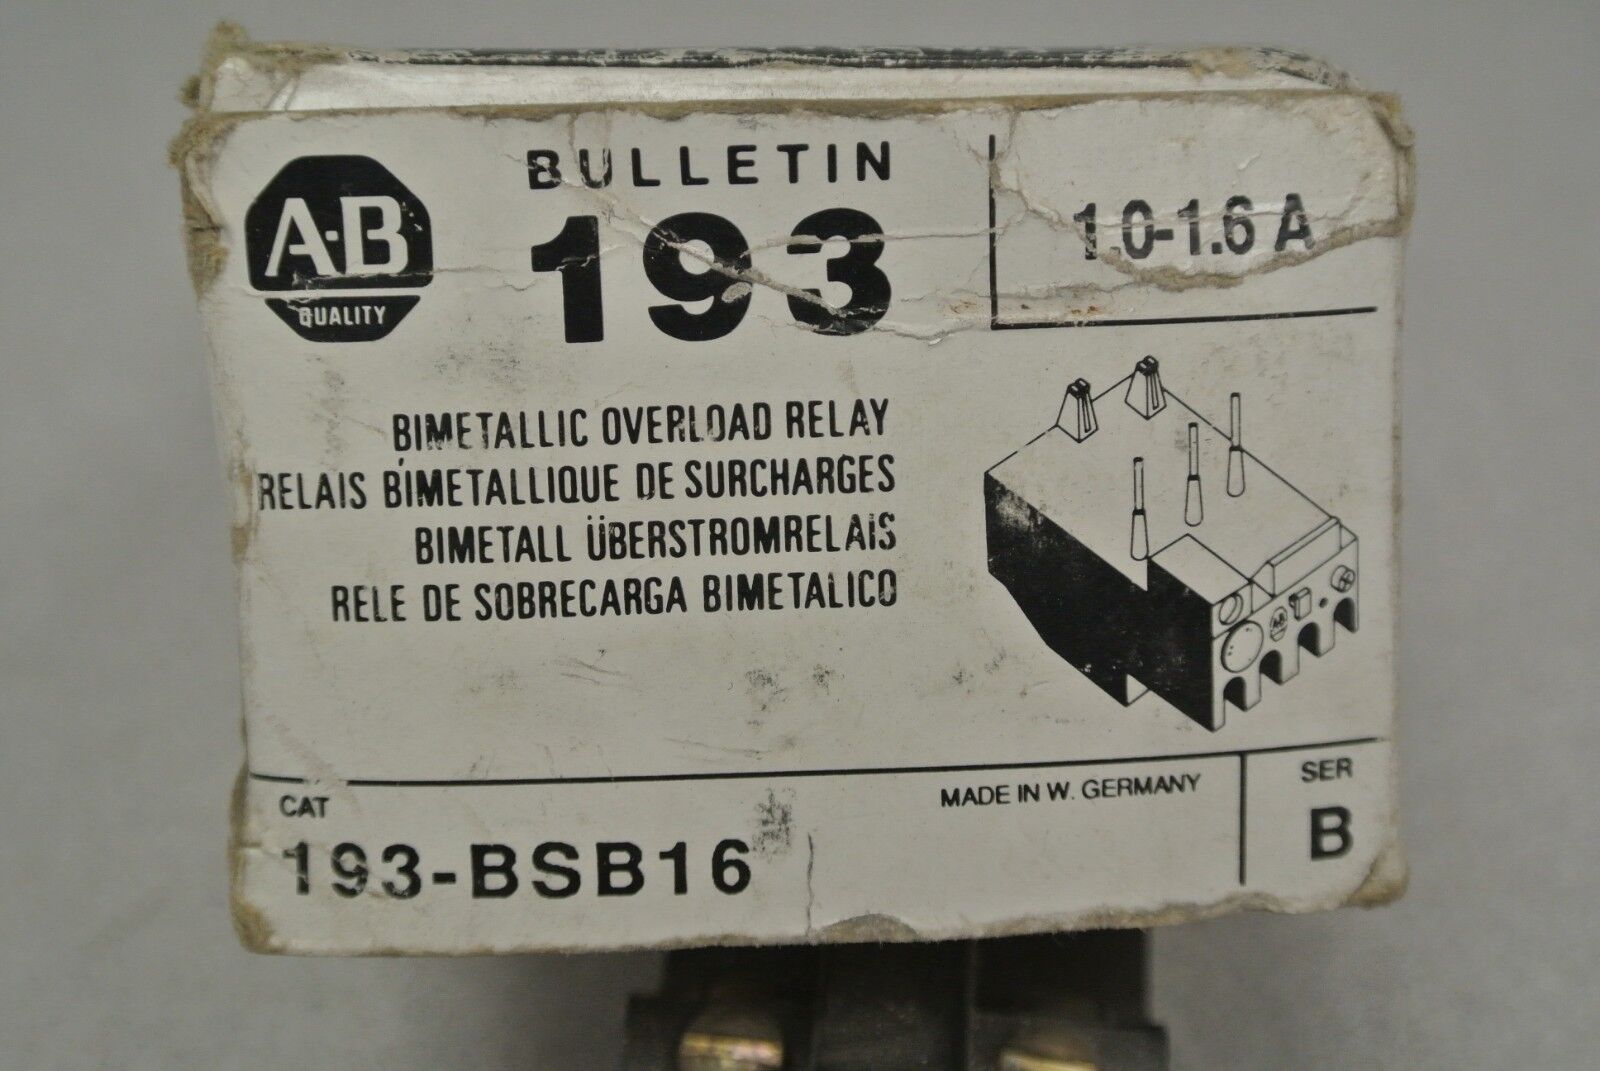 A-B
QUALITY
BULLETIN
193
1.0-1.6 A
BIMETALLIC OVERLOAD RELAY
RELAIS BIMETALLIQUE DE SURCHARGES
BIMETALL ÜBERSTROMRELAIS
RELE DE SOBRECARGA BIMETALICO
A-B
CAT
193-BSB16
MADE IN W. GERMANY
SER
B